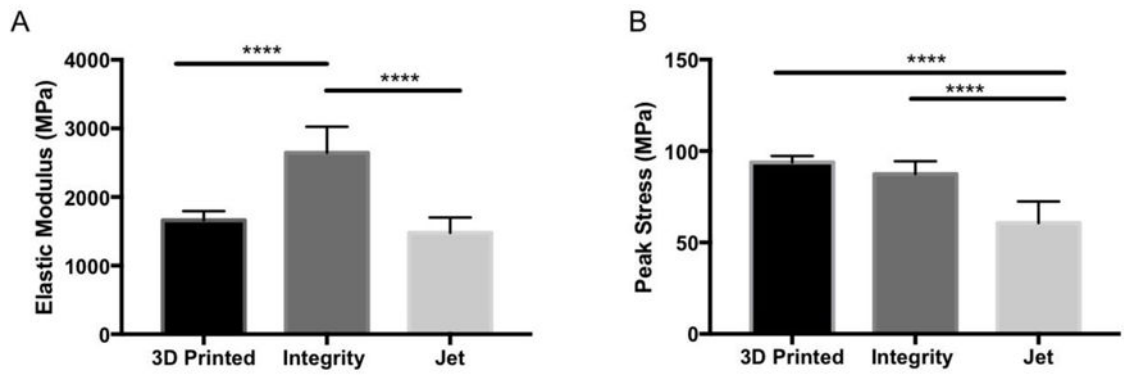 A
Elastic Modulus (MPa)
4000
3000
2000
1000
0
****
****
3D Printed
Integrity
Jet
B
Peak Stress (MPa)
150
100
50
0
****
****
3D Printed
Integrity
Jet